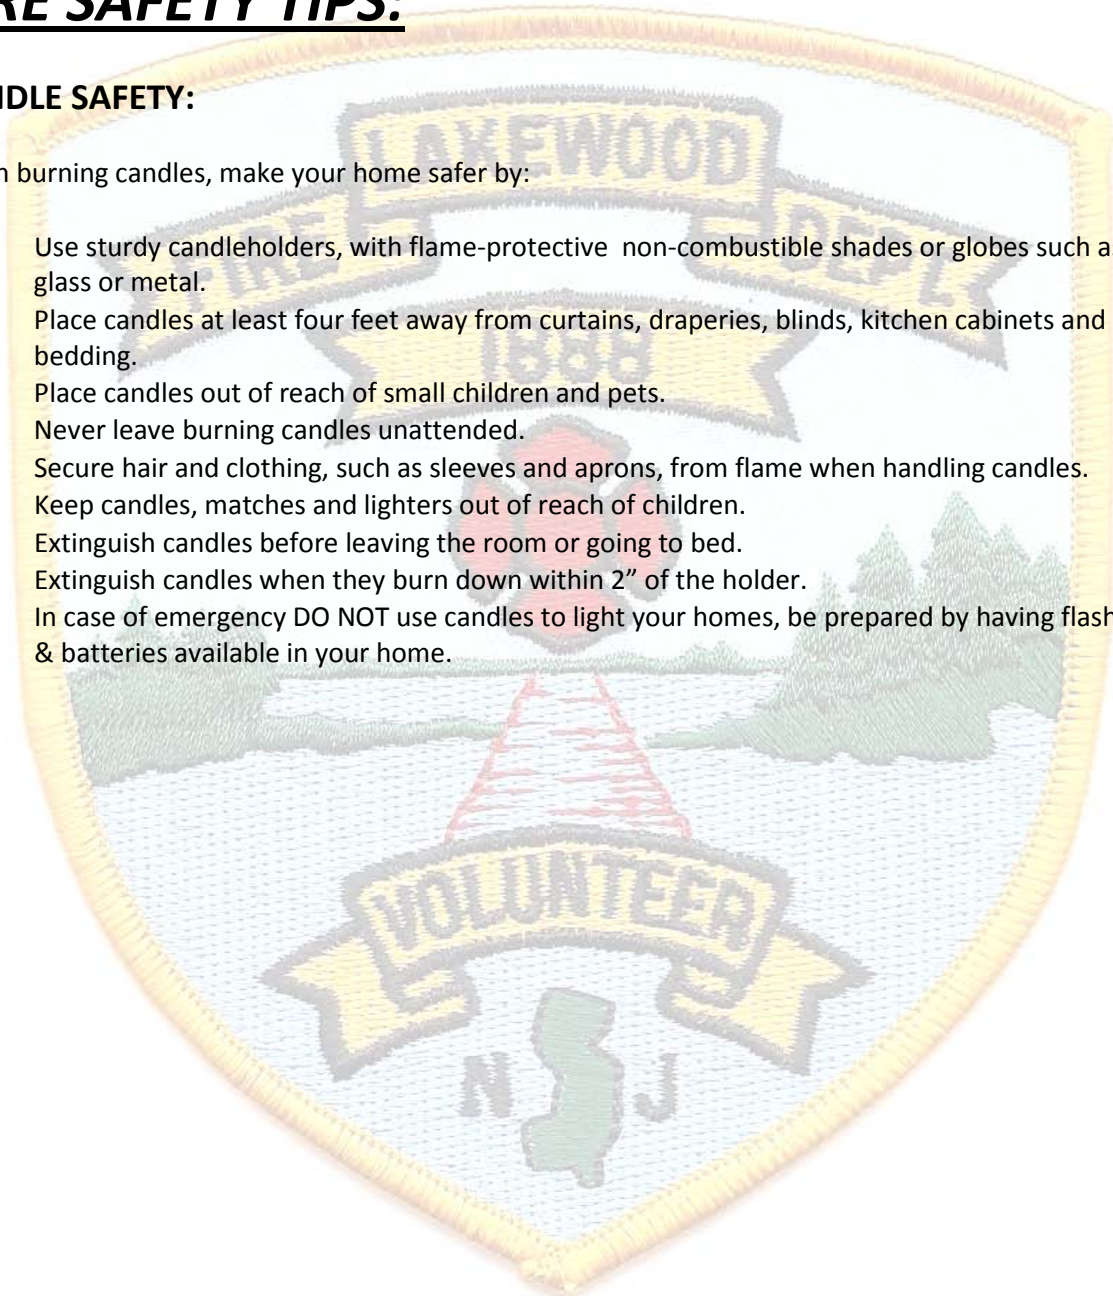 RE SAFETY TIPS:
NDLE SAFETY:
n burning candles, make your home safer by:
Use sturdy candleholders, with flame-protective non-combustible shades or globes such a
glass or metal.
Place candles at least four feet away from curtains, draperies, blinds, kitchen cabinets and
bedding.
Place candles out of reach of small children and pets.
Never leave burning candles unattended.
Secure hair and clothing, such as sleeves and aprons, from flame when handling candles.
Keep candles, matches and lighters out of reach of children.
Extinguish candles before leaving the room or going to bed.
Extinguish candles when they burn down within 2” of the holder.
In case of emergency DO NOT use candles to light your homes, be prepared by having flash
& batteries available in your home.
LAKEWOOD
FIRE DEPT.
1888
VOLUNTEER
N J